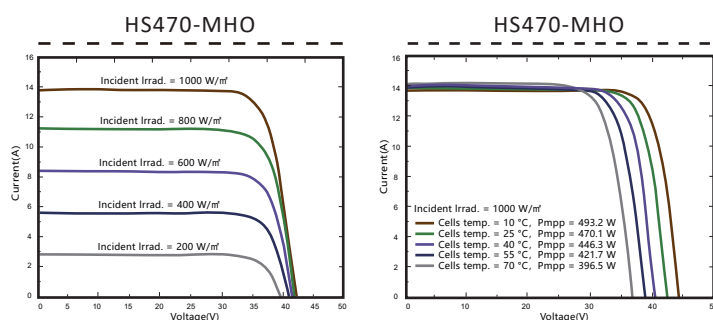 HS470-MHO
16
14
12
10
8
6
4
2
0
Current(A)
Incident Irrad. = 1000 W/㎡
Incident Irrad. = 800 W/㎡
Incident Irrad. = 600 W/㎡
Incident Irrad. = 400 W/㎡
Incident Irrad. = 200 W/㎡
0 5 10 15 20 25 30 35 40 45 50
Voltage(V)
HS470-MHO
16
14
12
10
8
6
4
2
0
Current(A)
Incident Irrad. = 1000 W/㎡
Cells temp. = 10 °C, Pmpp = 493.2 W
Cells temp. = 25 °C, Pmpp = 470.1 W
Cells temp. = 40 °C, Pmpp = 446.3 W
Cells temp. = 55 °C, Pmpp = 421.7 W
Cells temp. = 70 °C, Pmpp = 396.5 W
0 10 20 30 40 50
Voltage(V)